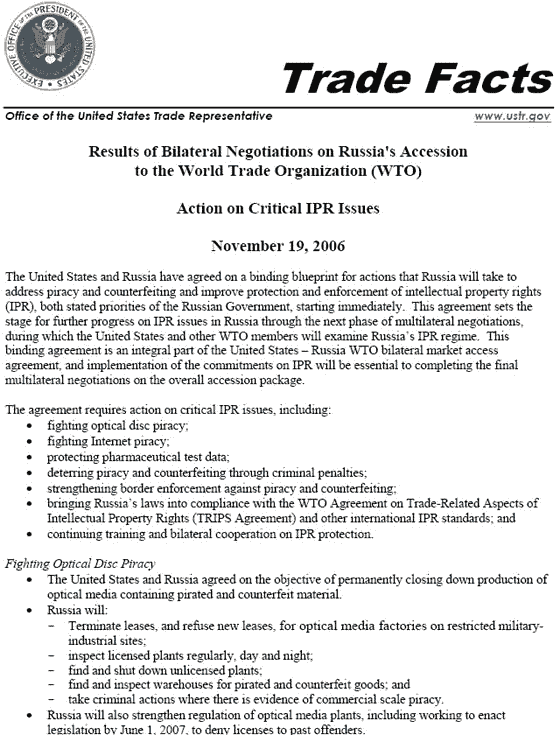 EXECUTIVE OFFICE OF THE PRESIDENT OF THE UNITED STATES
Trade Facts
Office of the United States Trade Representative
www.ustr.gov
Results of Bilateral Negotiations on Russia's Accession
to the World Trade Organization (WTO)
Action on Critical IPR Issues
November 19, 2006
The United States and Russia have agreed on a binding blueprint for actions that Russia will take to
address piracy and counterfeiting and improve protection and enforcement of intellectual property rights
(IPR), both stated priorities of the Russian Government, starting immediately. This agreement sets the
stage for further progress on IPR issues in Russia through the next phase of multilateral negotiations,
during which the United States and other WTO members will examine Russia's IPR regime. This
binding agreement is an integral part of the United States – Russia WTO bilateral market access
agreement, and implementation of the commitments on IPR will be essential to completing the final
multilateral negotiations on the overall accession package.
The agreement requires action on critical IPR issues, including:
• fighting optical disc piracy;
• fighting Internet piracy;
• protecting pharmaceutical test data;
• deterring piracy and counterfeiting through criminal penalties;
• strengthening border enforcement against piracy and counterfeiting;
• bringing Russia's laws into compliance with the WTO Agreement on Trade-Related Aspects of
Intellectual Property Rights (TRIPS Agreement) and other international IPR standards; and
• continuing training and bilateral cooperation on IPR protection.
Fighting Optical Disc Piracy
• The United States and Russia agreed on the objective of permanently closing down production of
optical media containing pirated and counterfeit material.
• Russia will:
– Terminate leases, and refuse new leases, for optical media factories on restricted military-
industrial sites;
– inspect licensed plants regularly, day and night;
– find and shut down unlicensed plants;
– find and inspect warehouses for pirated and counterfeit goods; and
– take criminal actions where there is evidence of commercial scale piracy.
• Russia will also strengthen regulation of optical media plants, including working to enact
legislation by June 1, 2007, to deny licenses to past offenders.